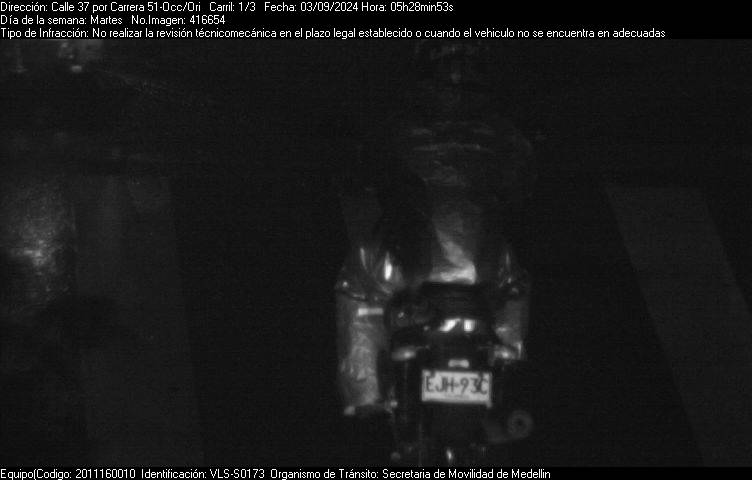 Dirección: Calle 37 por Carrera 51-Occ/Ori Carril: 1/3 Fecha: 03/09/2024 Hora: 05h28min53s
Día de la semana: Martes No.Imagen: 416654
Tipo de Infracción: No realizar la revisión técnicomecánica en el plazo legal establecido o cuando el vehiculo no se encuentra en adecuadas
EJH-93C
Equipo(Codigo: 2011160010 Identificación: VLS-S0173 Organismo de Tránsito: Secretaria de Movilidad de Medellin